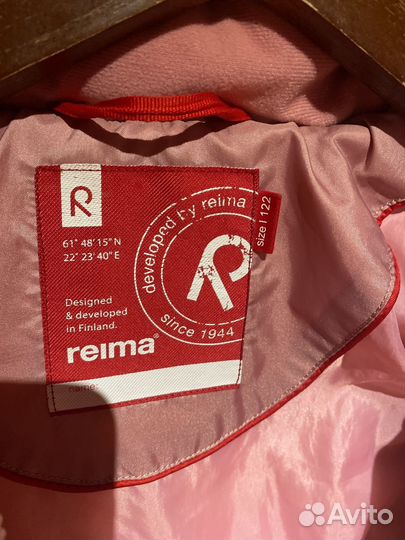 R
61° 48' 15" N
22° 23' 40" E
Designed
& developed
in Finland.
reima®
name:
developed by reima
R
since 1944
size | 122
Avito